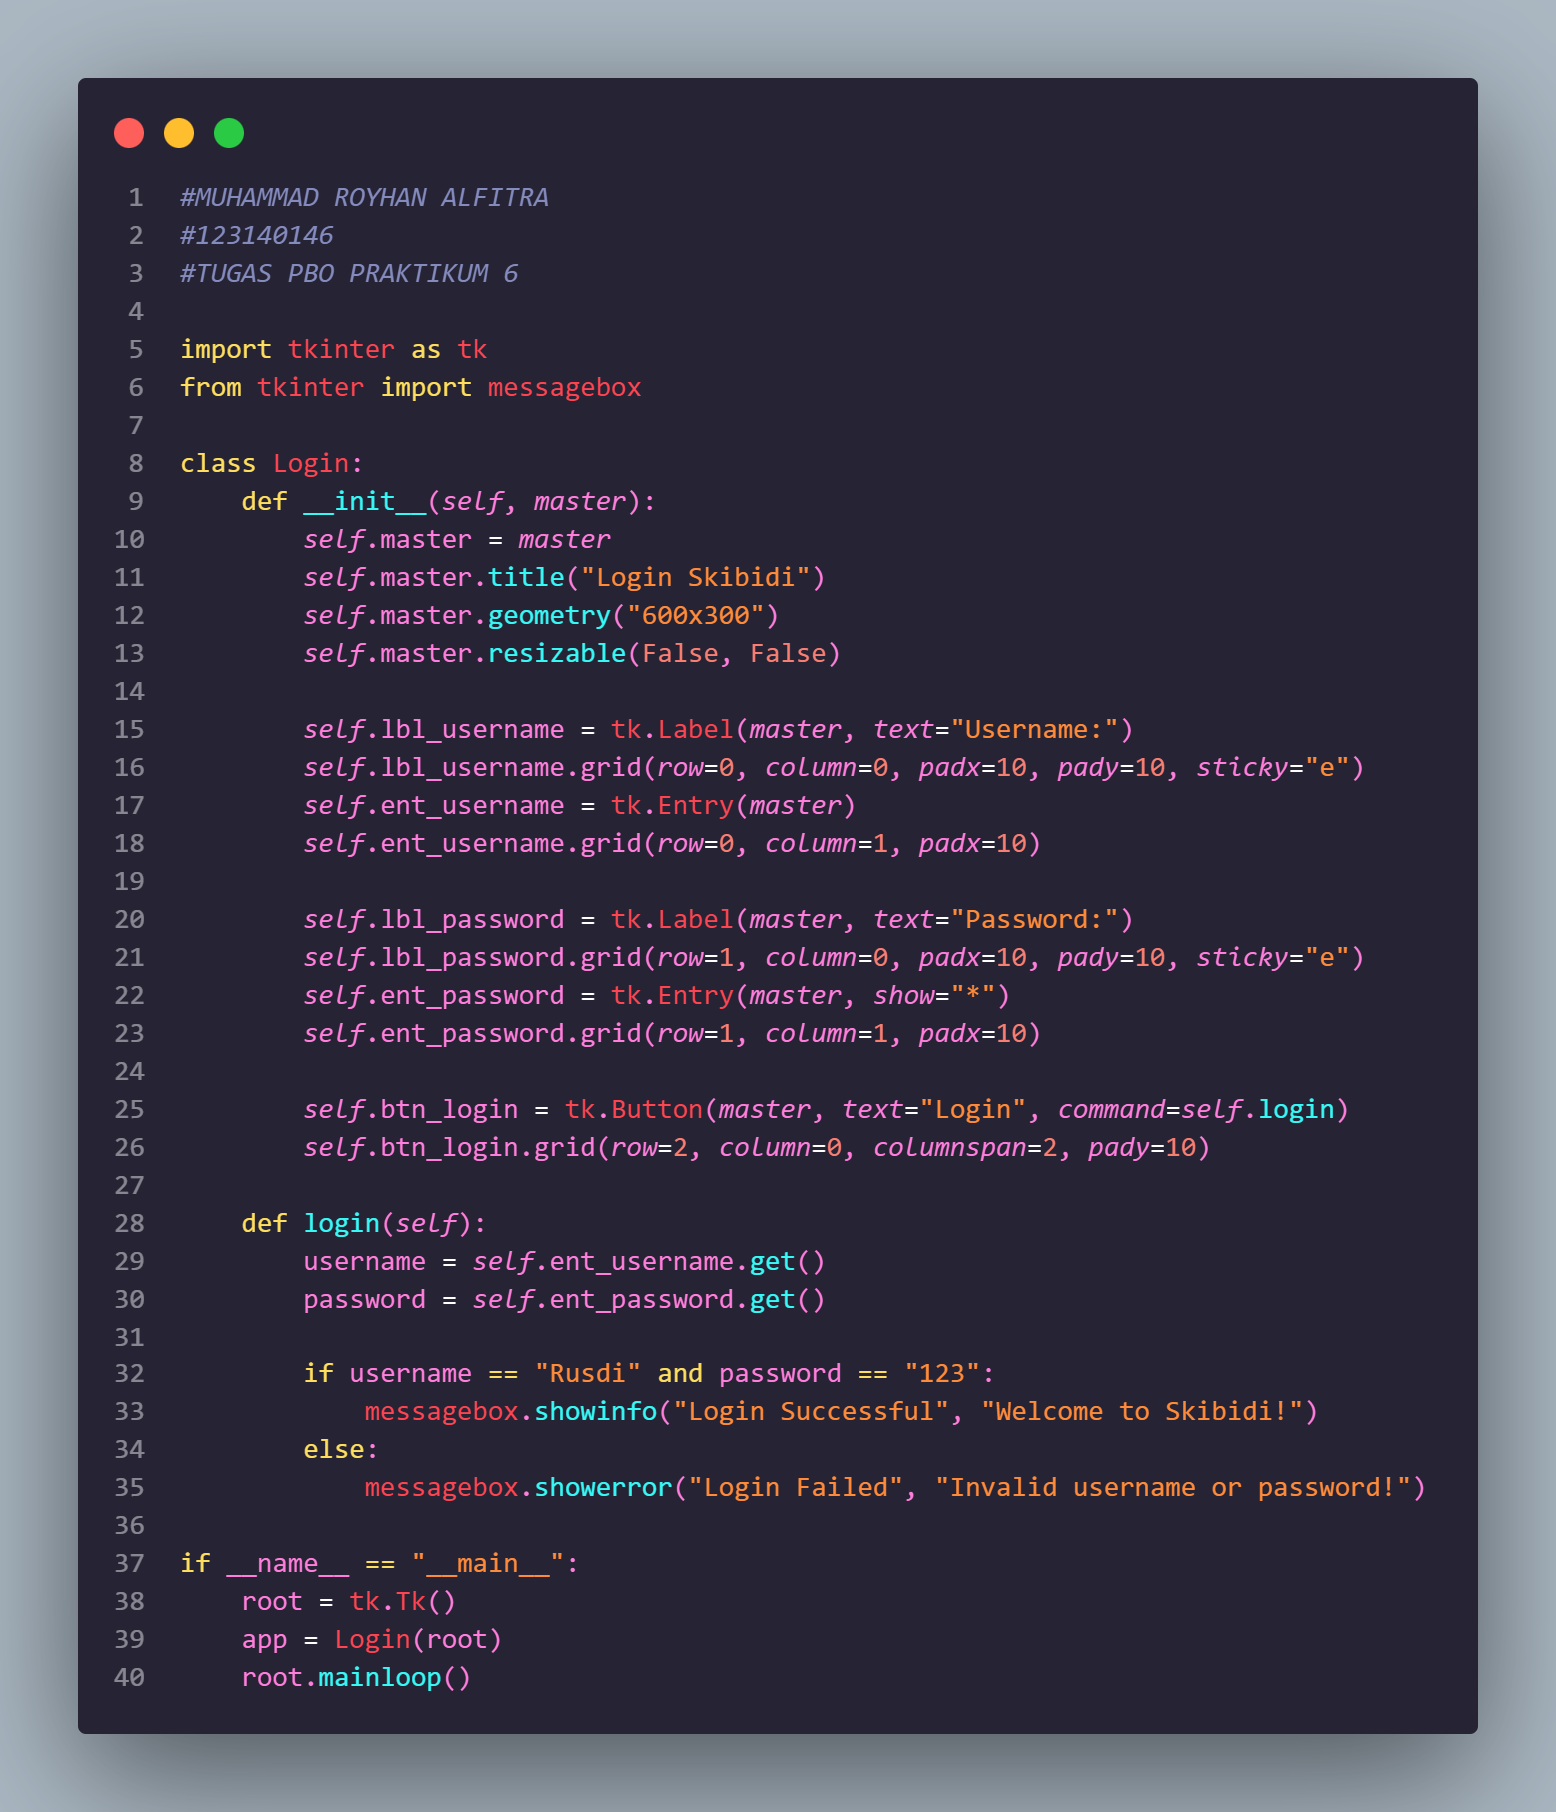 1 #MUHAMMAD ROYHAN ALFITRA
2 #123140146
3 #TUGAS PBO PRAKTIKUM 6
4
5 import tkinter as tk
6 from tkinter import messagebox
7
8 class Login:
9     def __init__(self, master):
10         self.master = master
11         self.master.title("Login Skibidi")
12         self.master.geometry("600x300")
13         self.master.resizable(False, False)
14
15         self.lbl_username = tk.Label(master, text="Username:")
16         self.lbl_username.grid(row=0, column=0, padx=10, pady=10, sticky="e")
17         self.ent_username = tk.Entry(master)
18         self.ent_username.grid(row=0, column=1, padx=10)
19
20         self.lbl_password = tk.Label(master, text="Password:")
21         self.lbl_password.grid(row=1, column=0, padx=10, pady=10, sticky="e")
22         self.ent_password = tk.Entry(master, show="*")
23         self.ent_password.grid(row=1, column=1, padx=10)
24
25         self.btn_login = tk.Button(master, text="Login", command=self.login)
26         self.btn_login.grid(row=2, column=0, columnspan=2, pady=10)
27
28     def login(self):
29         username = self.ent_username.get()
30         password = self.ent_password.get()
31
32         if username == "Rusdi" and password == "123":
33             messagebox.showinfo("Login Successful", "Welcome to Skibidi!")
34         else:
35             messagebox.showerror("Login Failed", "Invalid username or password!")
36
37 if __name__ == "__main__":
38     root = tk.Tk()
39     app = Login(root)
40     root.mainloop()